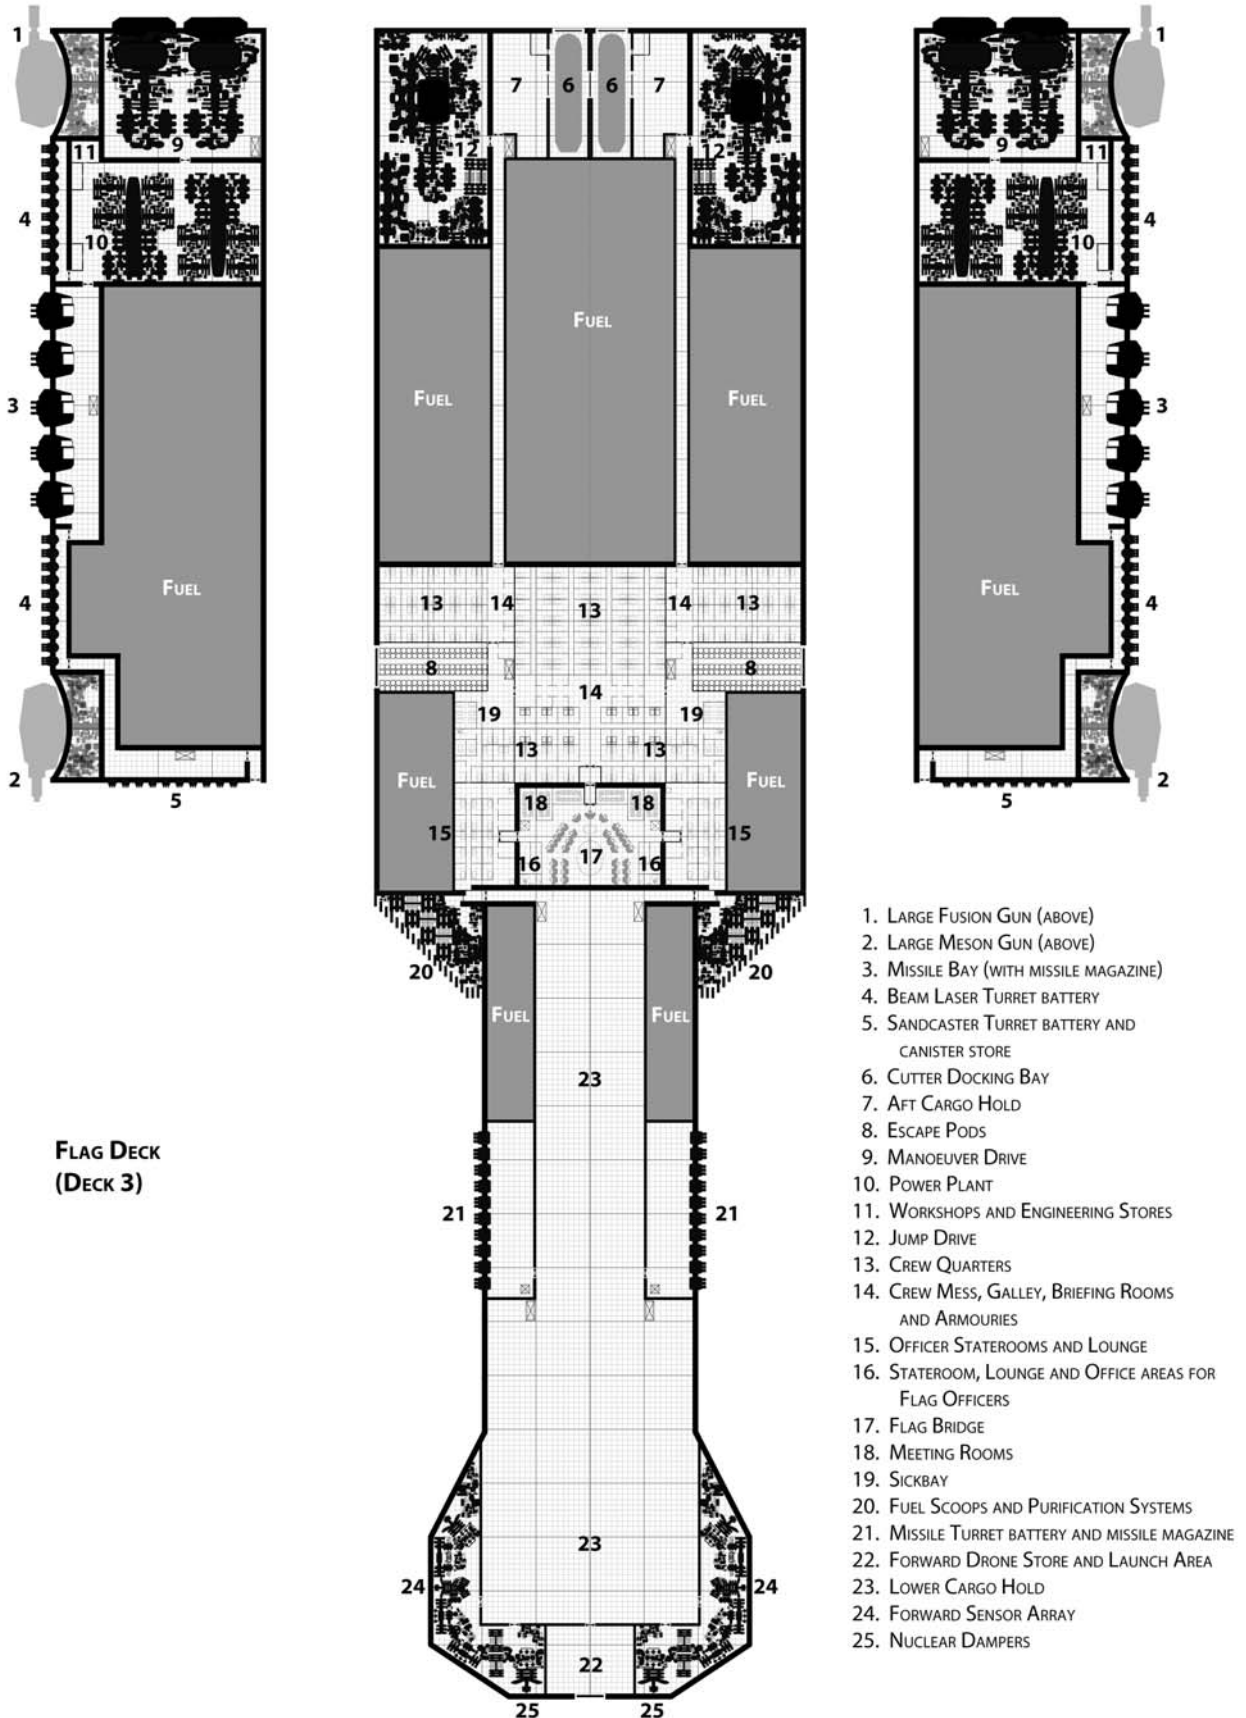 1
1
7
6
6
7
9
12
12
9
11
11
4
4
10
10
FUEL
3
FUEL
FUEL
3
FUEL
FUEL
4
13
14
13
14
13
4
8
8
14
19
19
13
13
2
FUEL
FUEL
2
5
18
18
5
15
15
16
17
16
1. LARGE FUSION GUN (ABOVE)
2. LARGE MESON GUN (ABOVE)
3. MISSILE BAY (WITH MISSILE MAGAZINE)
4. BEAM LASER TURRET BATTERY
5. SANDCASTER TURRET BATTERY AND
CANISTER STORE
6. CUTTER DOCKING BAY
7. AFT CARGO HOLD
8. ESCAPE PODS
9. MANOEUVER DRIVE
10. POWER PLANT
11. WORKSHOPS AND ENGINEERING STORES
12. JUMP DRIVE
13. CREW QUARTERS
14. CREW MESS, GALLEY, BRIEFING ROOMS
AND ARMOURIES
15. OFFICER STATEROOMS AND LOUNGE
16. STATEROOM, LOUNGE AND OFFICE AREAS FOR
FLAG OFFICERS
17. FLAG BRIDGE
18. MEETING ROOMS
19. SICKBAY
20. FUEL SCOOPS AND PURIFICATION SYSTEMS
21. MISSILE TURRET BATTERY AND MISSILE MAGAZINE
22. FORWARD DRONE STORE AND LAUNCH AREA
23. LOWER CARGO HOLD
24. FORWARD SENSOR ARRAY
25. NUCLEAR DAMPERS
20
20
FUEL
FUEL
23
FLAG DECK
(DECK 3)
21
21
23
24
24
22
25
25